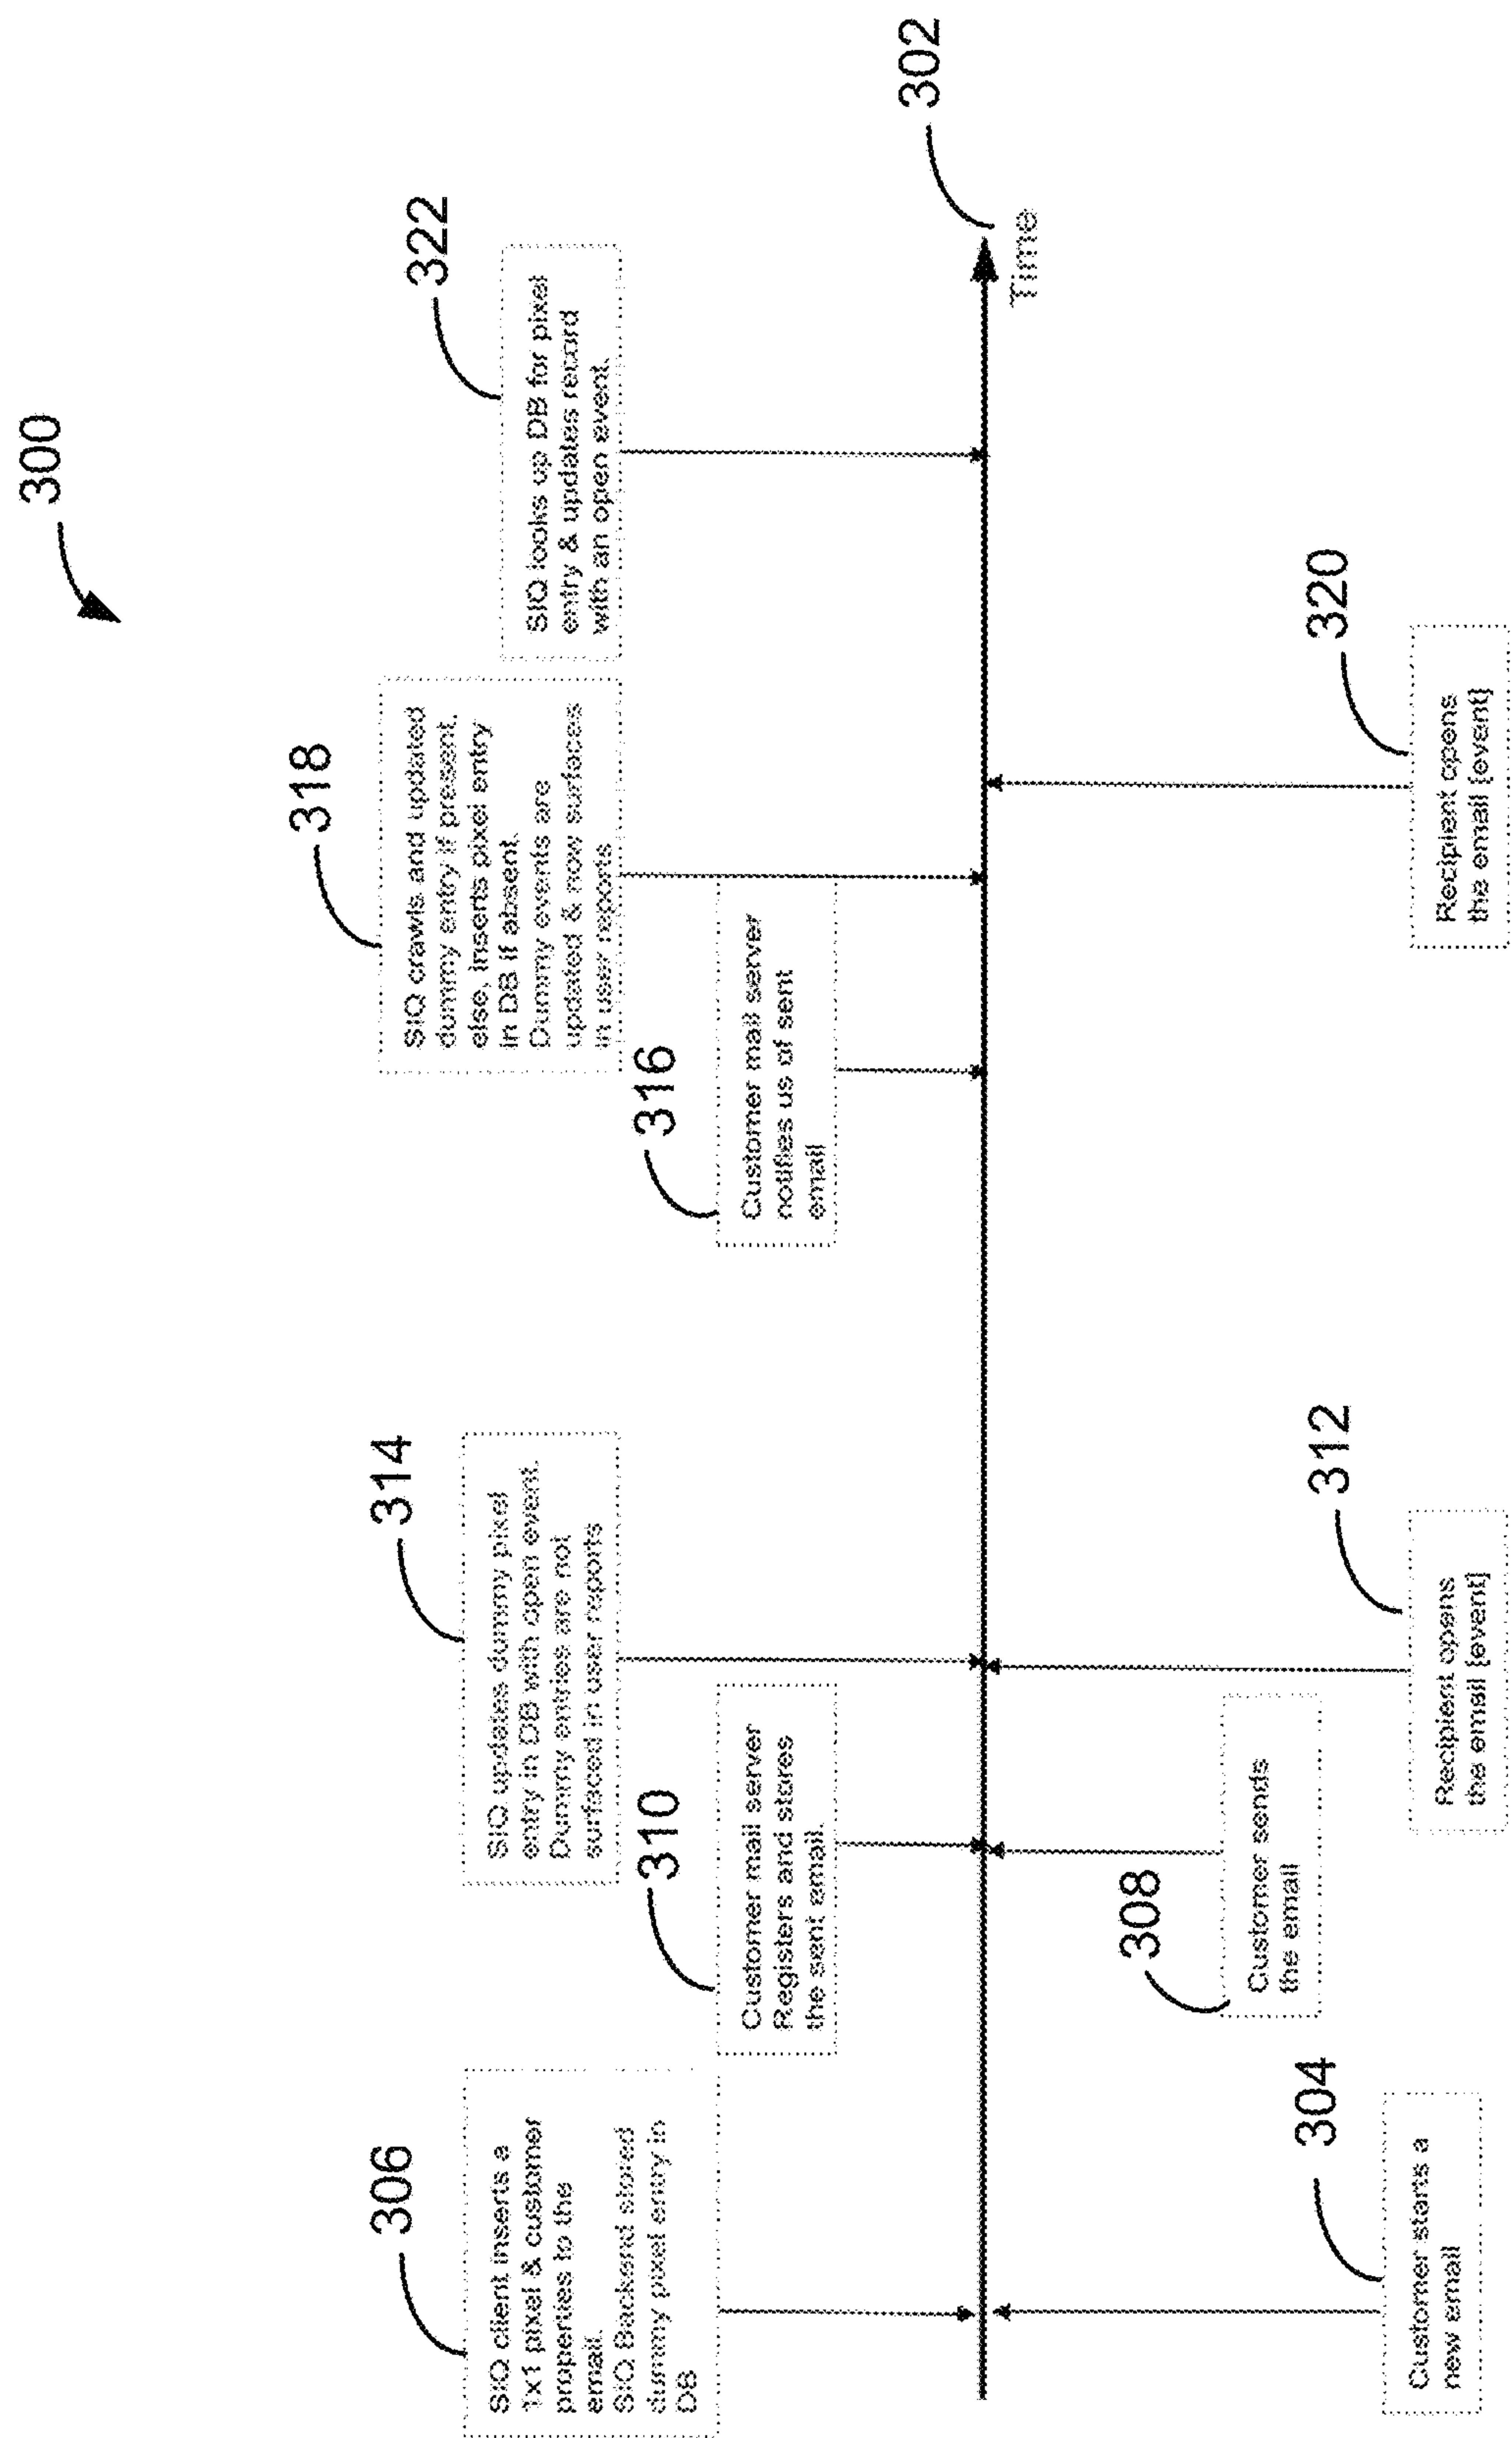 300
322
SIQ looks up DB for pixel
entry & updates record
with an open event.
318
SIQ crawls and updated
dummy entry if present.
else, inserts pixel entry
in DB if absent.
Dummy events are
updated & now surfaces
in user reports
316
Customer mail server
notifies us of sent
email
314
SIQ updates dummy pixel
entry in DB with open event.
Dummy entries are not
surfaced in user reports
310
Customer mail server
Registers and stores
the sent email.
306
SIQ client inserts a
1x1 pixel & customer
properties to the
email.
SIQ Backend stored
dummy pixel entry in
DB
302
Time
304
Customer starts a
new email
308
Customer sends
the email
312
Recipient opens
the email [event]
320
Recipient opens
the email [event]